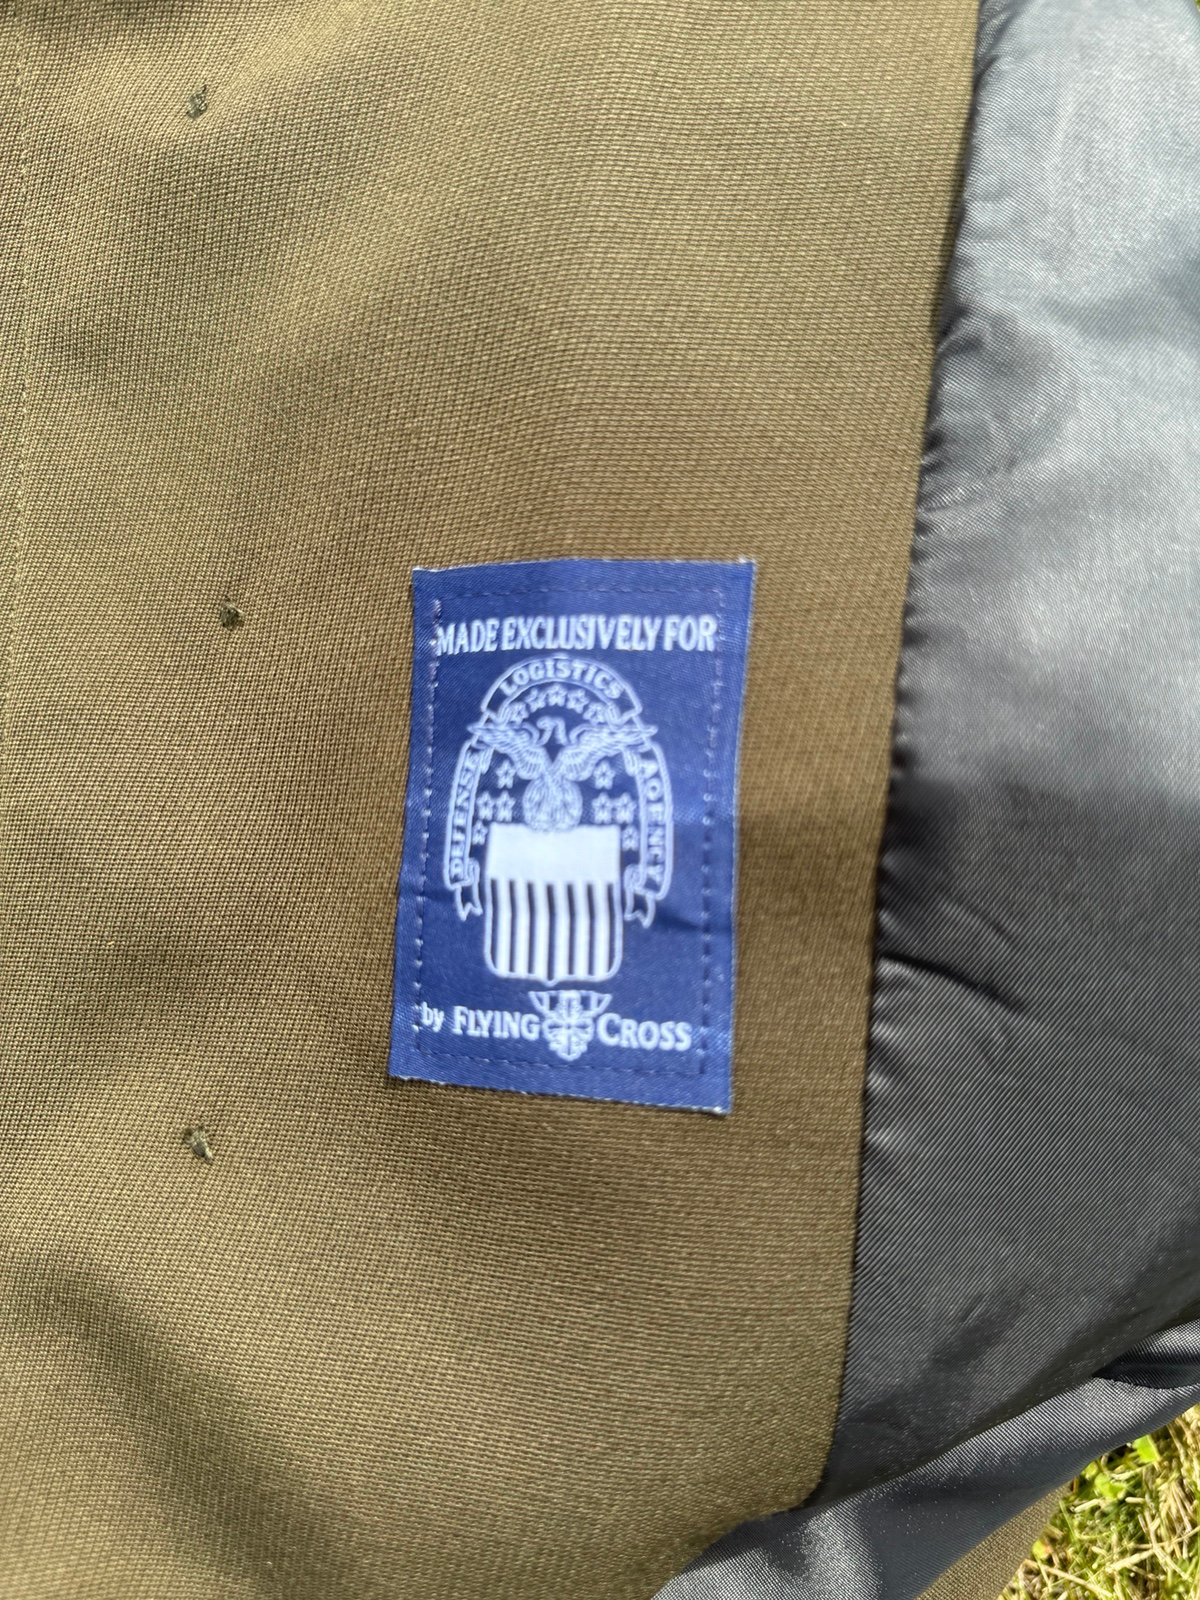 MADE EXCLUSIVELY FOR
DEFENSE LOGISTICS AGENCY
by FLYING CROSS